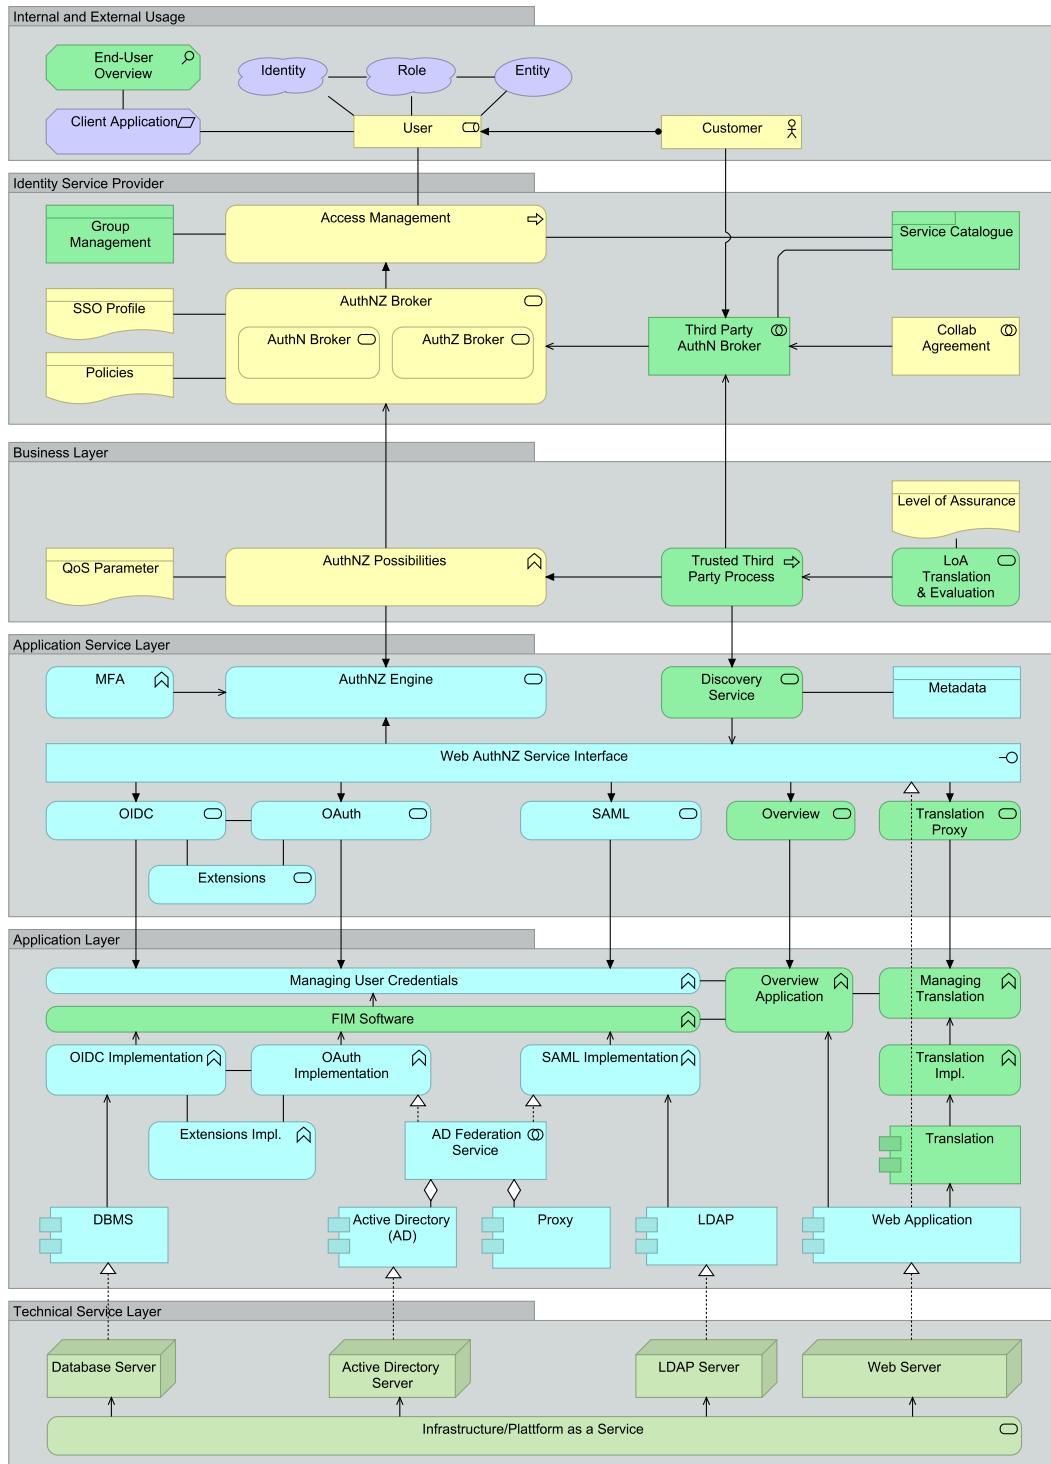 Internal and External Usage
End-User
Overview
Identity
Role
Entity
Client Application
User
Customer
Identity Service Provider
Group
Management
Access Management
Service Catalogue
SSO Profile
AuthNZ Broker
AuthN Broker
AuthZ Broker
Third Party
AuthN Broker
Collab
Agreement
Policies
Business Layer
Level of Assurance
QoS Parameter
AuthNZ Possibilities
Trusted Third
Party Process
LoA
Translation
& Evaluation
Application Service Layer
MFA
AuthNZ Engine
Discovery
Service
Metadata
Web AuthNZ Service Interface
OIDC
OAuth
SAML
Overview
Translation
Proxy
Extensions
Application Layer
Managing User Credentials
Overview
Application
Managing
Translation
FIM Software
OIDC Implementation
OAuth
Implementation
SAML Implementation
Translation
Impl.
Extensions Impl.
AD Federation
Service
Translation
DBMS
Active Directory
(AD)
Proxy
LDAP
Web Application
Technical Service Layer
Database Server
Active Directory
Server
LDAP Server
Web Server
Infrastructure/Plattform as a Service